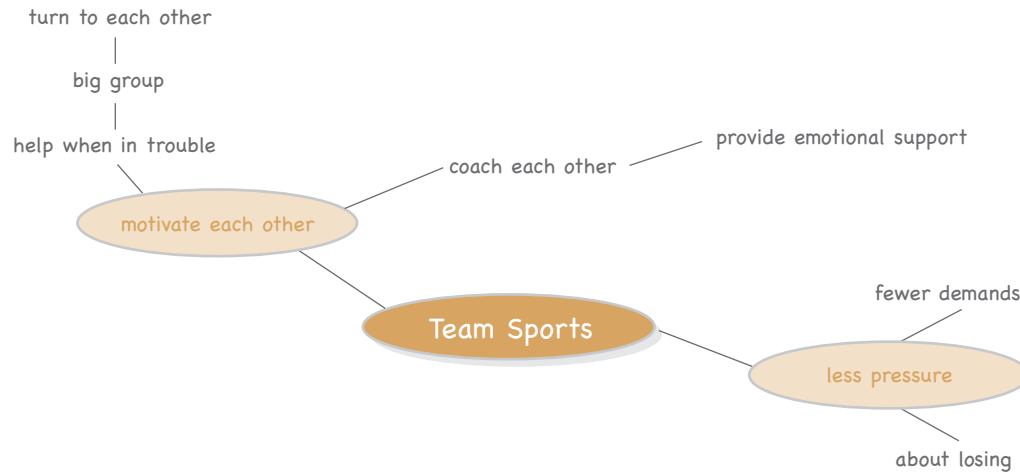 turn to each other
big group
help when in trouble
provide emotional support
coach each other
motivate each other
fewer demands
Team Sports
less pressure
about losing